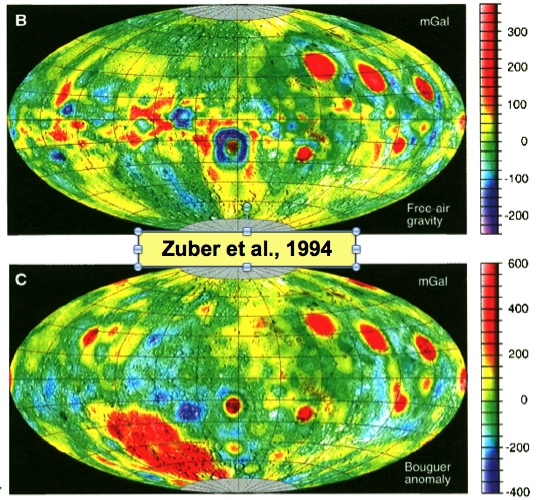 B
mGal
300
200
100
0
-100
-200
Free-air
gravity
Zuber et al., 1994
C
mGal
600
400
200
0
-200
-400
Bouguer
anomaly